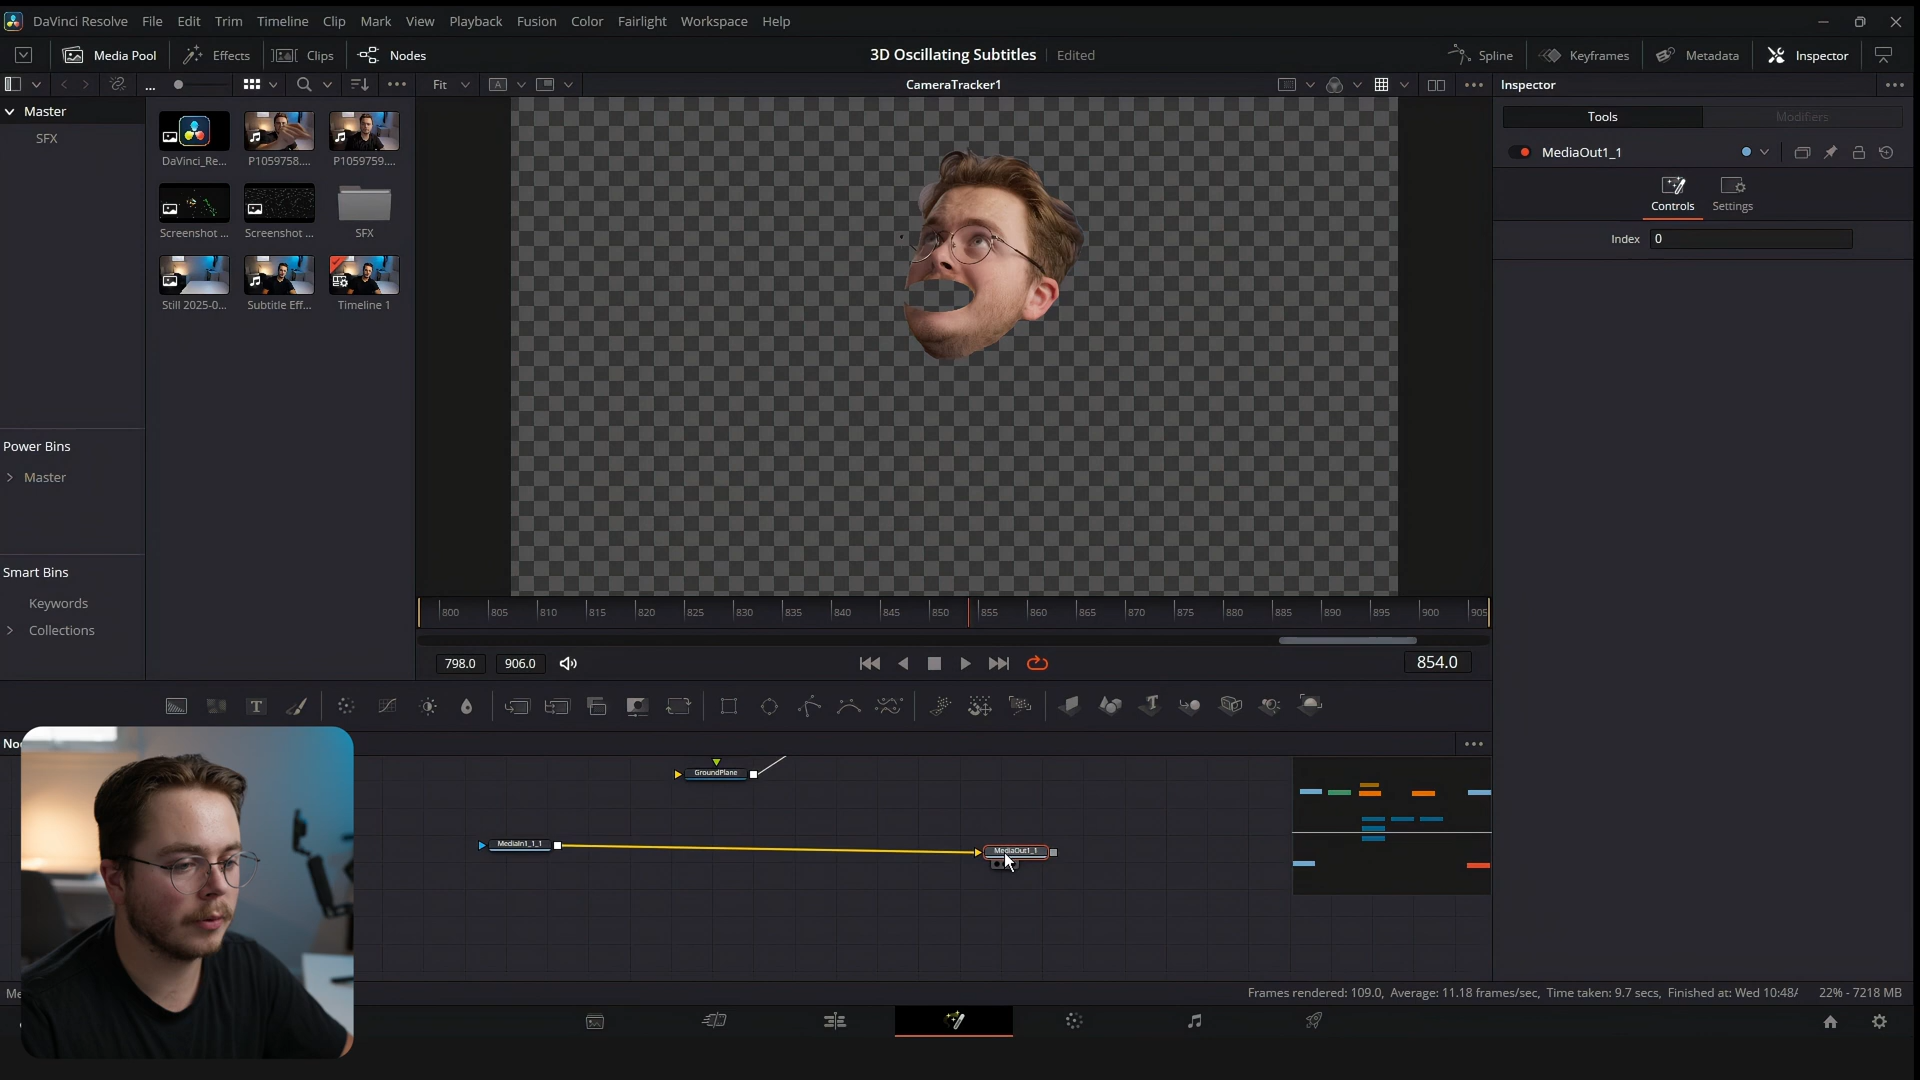 DaVinci Resolve File Edit Trim Timeline Clip Mark View Playback Fusion Color Fairlight Workspace Help
Media Pool Effects Clips Nodes 3D Oscillating Subtitles Edited Spline Keyframes Metadata Inspector
... Fit A CameraTracker1 Inspector
Master
SFX
DaVinci_Re... P1059758.... P1059759....
Screenshot ... Screenshot ... SFX
Still 2025-0... Subtitle Eff... Timeline 1
Tools Modifiers
MediaOut1_1
Controls Settings
Index 0
Power Bins
Master
Smart Bins
Keywords
Collections
800 805 810 815 820 825 830 835 840 845 850 855 860 865 870 875 880 885 890 895 900 905
798.0 906.0 854.0
T T
No
GroundPlane
MediaIn1_1_1
MediaOut1_1
Me
Frames rendered: 109.0, Average: 11.18 frames/sec, Time taken: 9.7 secs, Finished at: Wed 10:48 22% - 7218 MB